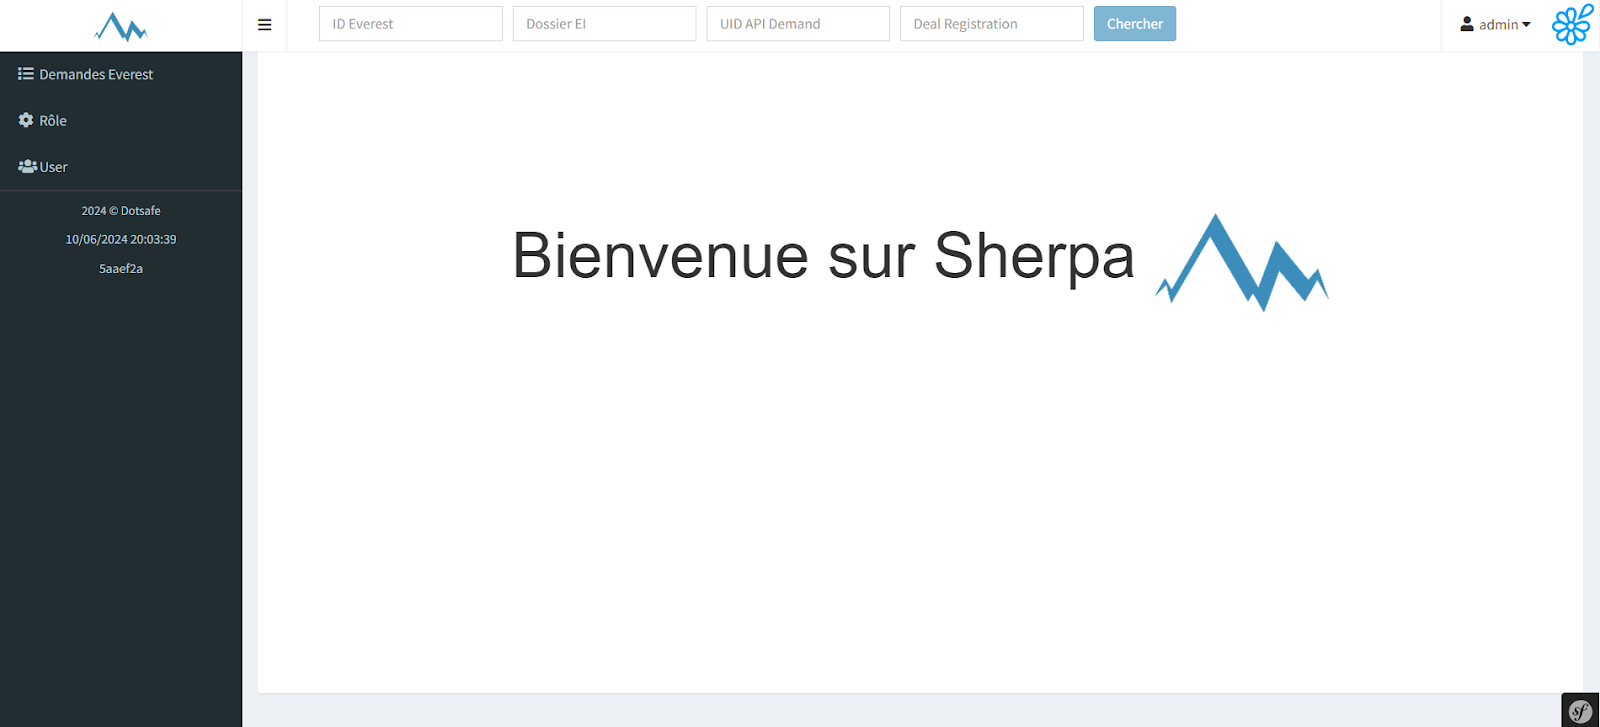 ID Everest
Dossier EI
UID API Demand
Deal Registration
Chercher
admin
Demandes Everest
Rôle
User
2024 © Dotsafe
10/06/2024 20:03:39
5aaef2a
Bienvenue sur Sherpa
sf